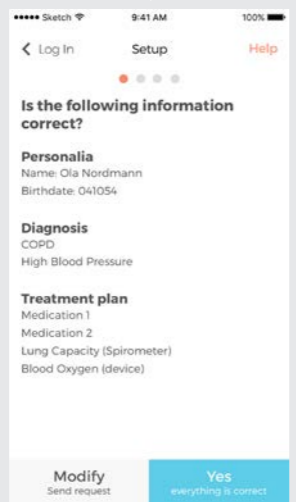 Sketch 9:41 AM 100%
Log In Setup Help
Is the following information
correct?
Personalia
Name: Ola Nordmann
Birthdate: 041054
Diagnosis
COPD
High Blood Pressure
Treatment plan
Medication 1
Medication 2
Lung Capacity (Spirometer)
Blood Oxygen (device)
Modify
Send request
Yes
everything is correct